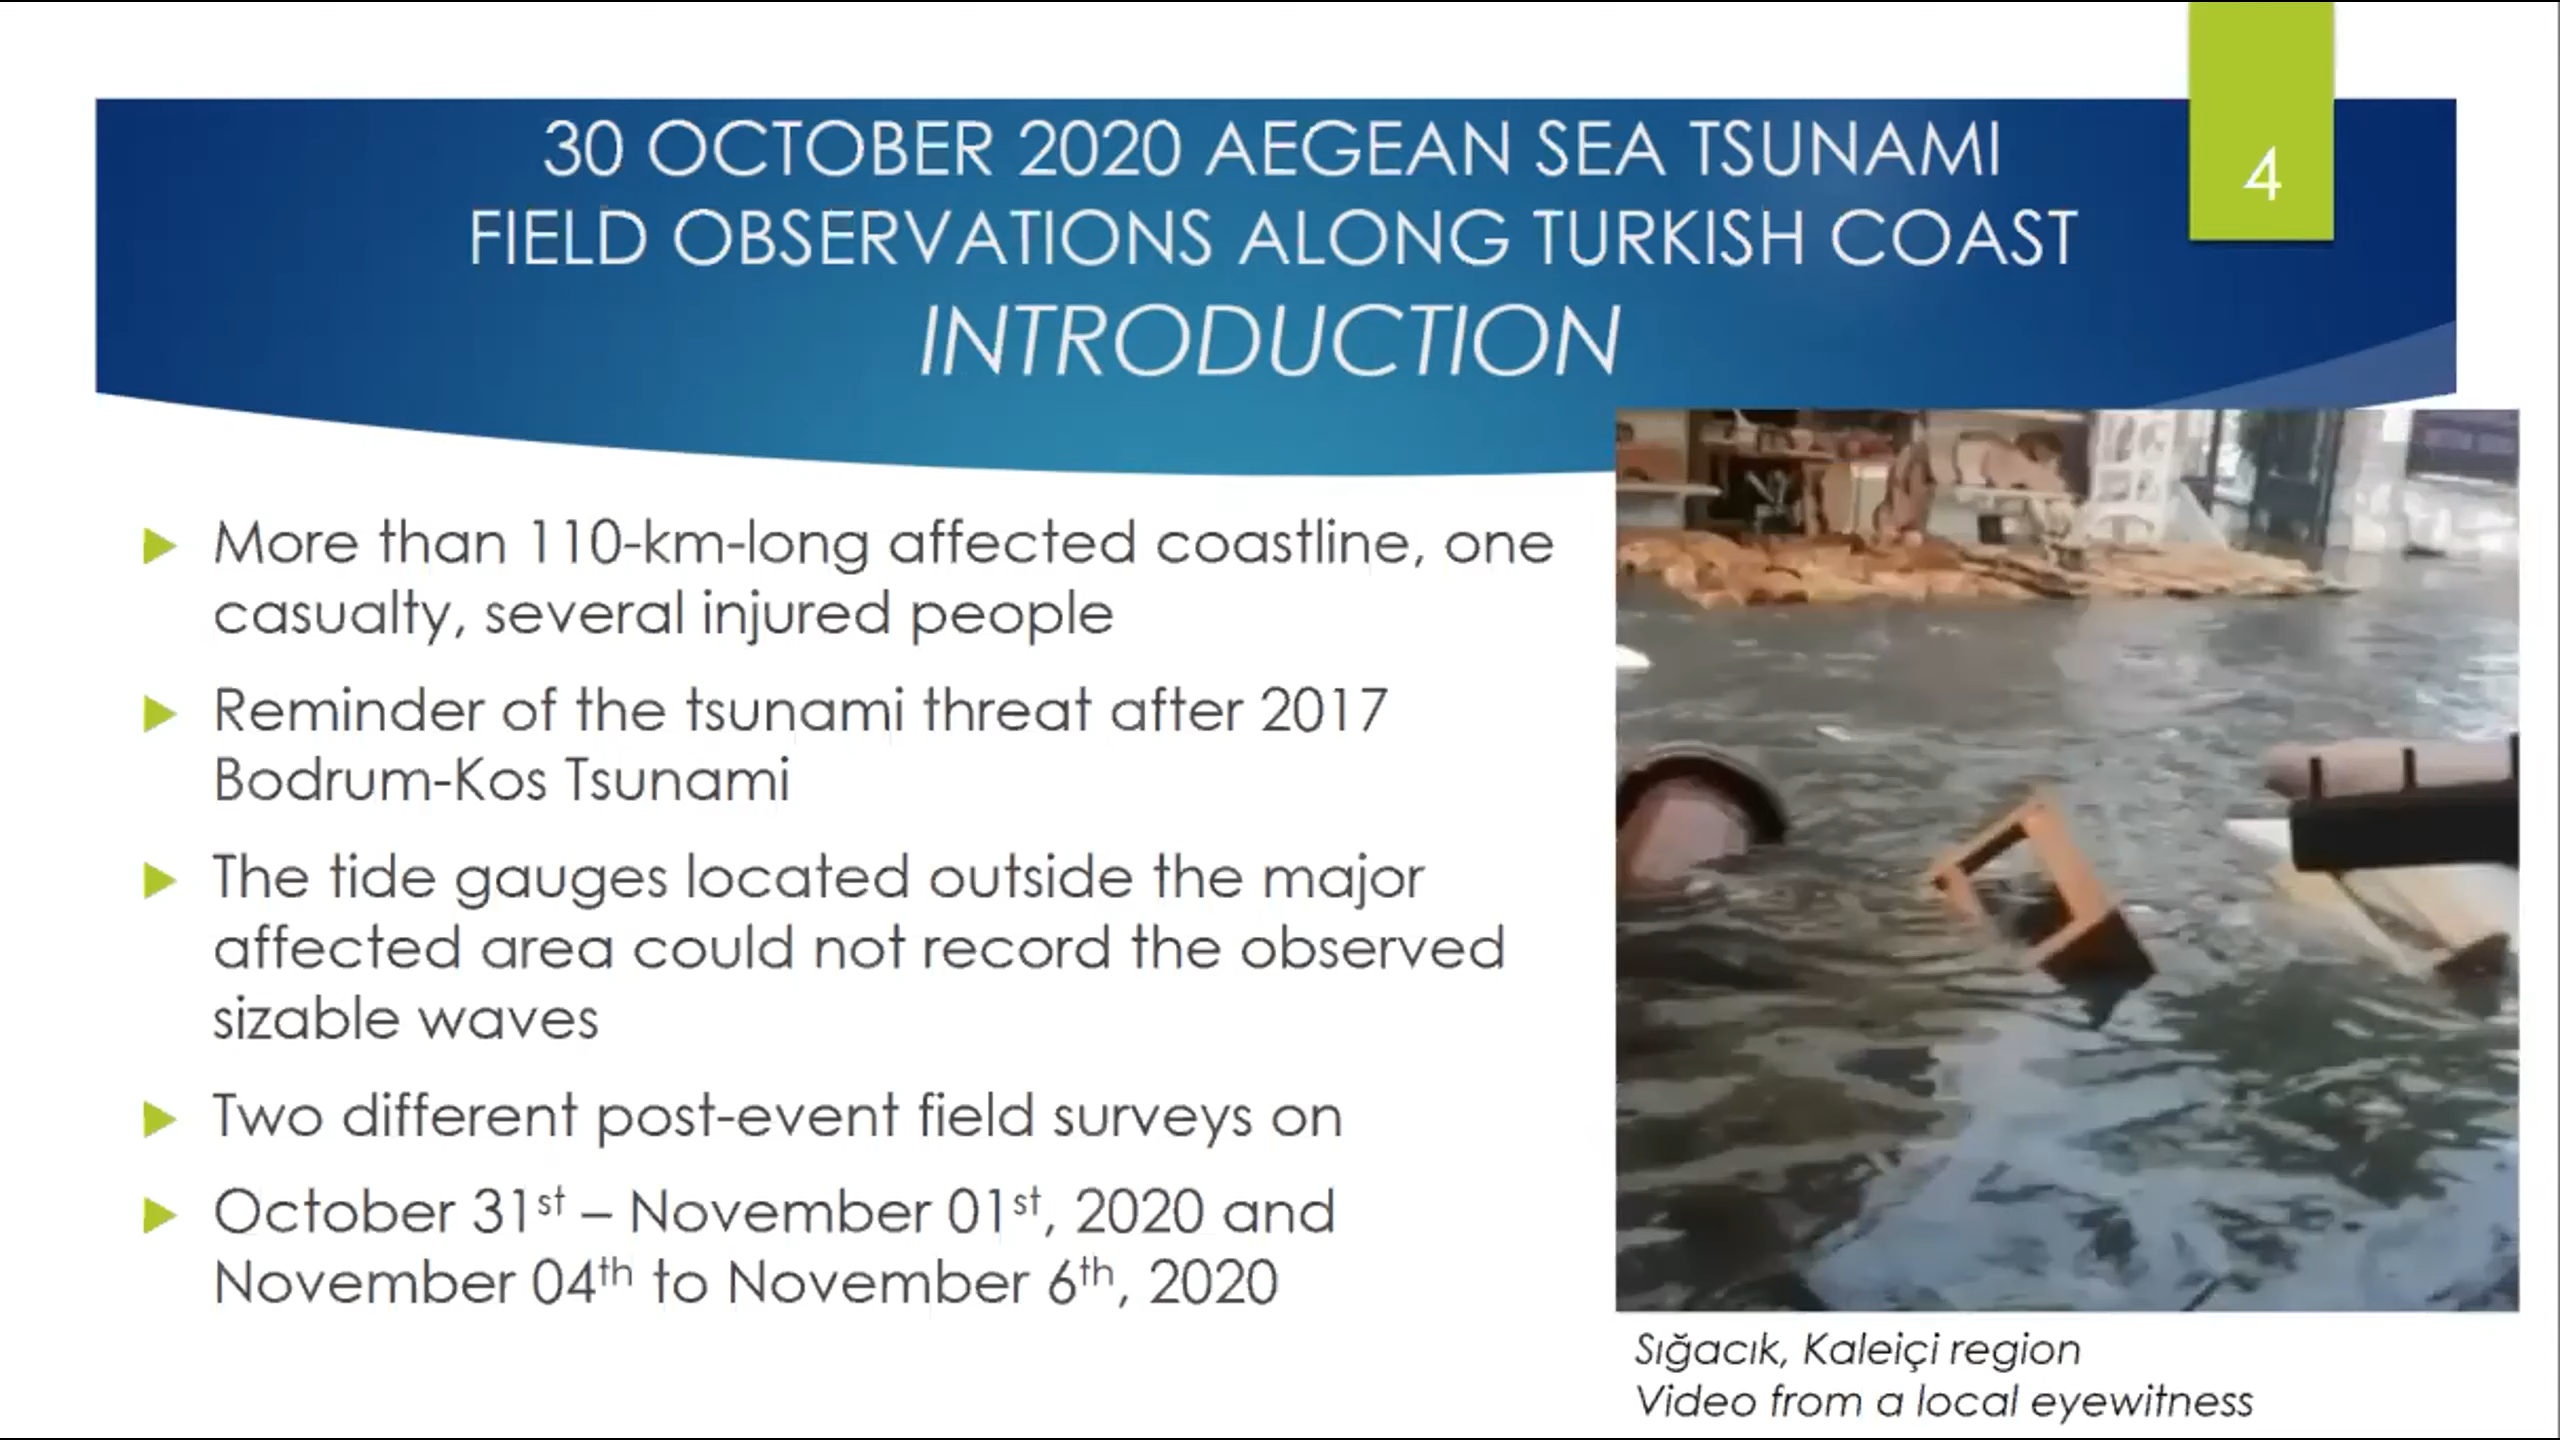 30 OCTOBER 2020 AEGEAN SEA TSUNAMI
FIELD OBSERVATIONS ALONG TURKISH COAST
INTRODUCTION
4
More than 110-km-long affected coastline, one
casualty, several injured people
Reminder of the tsunami threat after 2017
Bodrum-Kos Tsunami
The tide gauges located outside the major
affected area could not record the observed
sizable waves
Two different post-event field surveys on
October 31st – November 01st, 2020 and
November 04th to November 6th, 2020
Sığacık, Kaleiçi region
Video from a local eyewitness